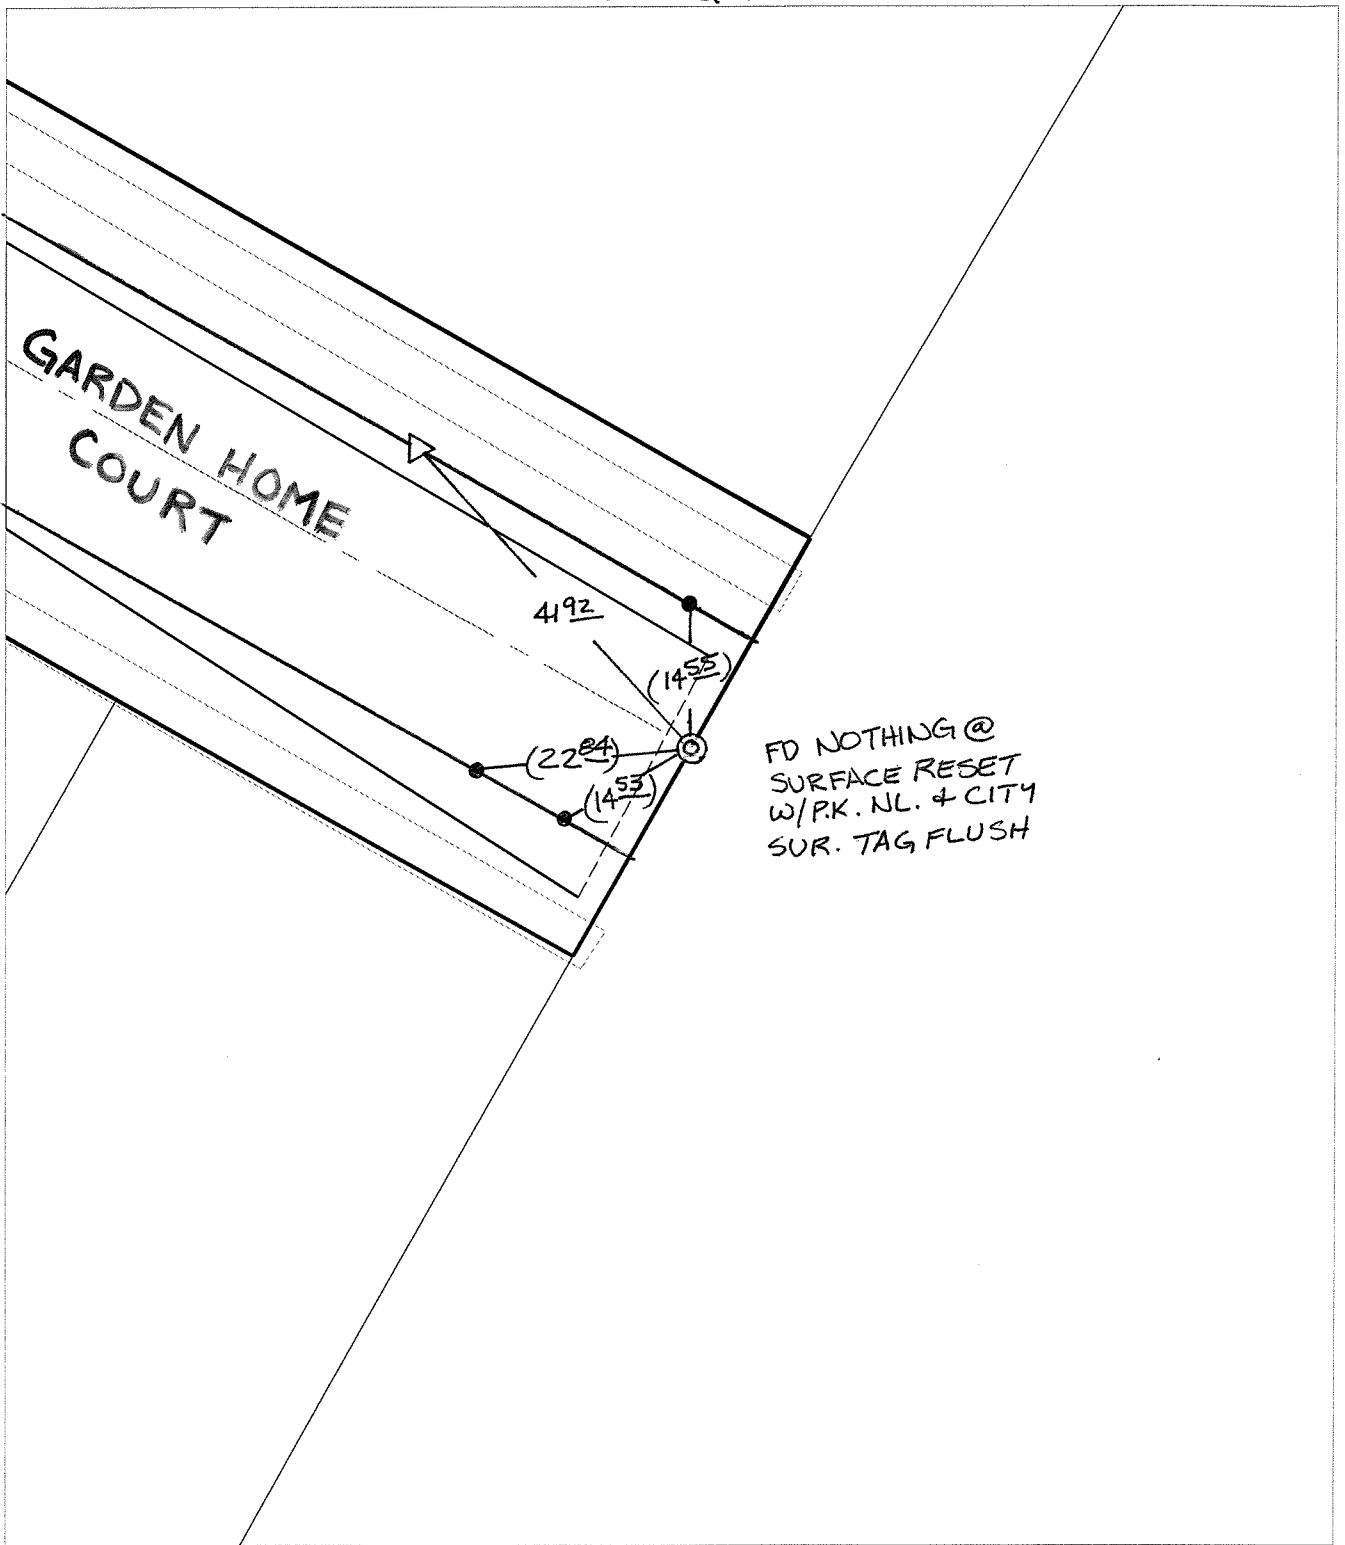 GARDEN HOME
COURT
41 92
(14 55)
(22 84)
(14 53)
FD NOTHING @
SURFACE RESET
W/P.K. NL. & CITY
SUR. TAG FLUSH